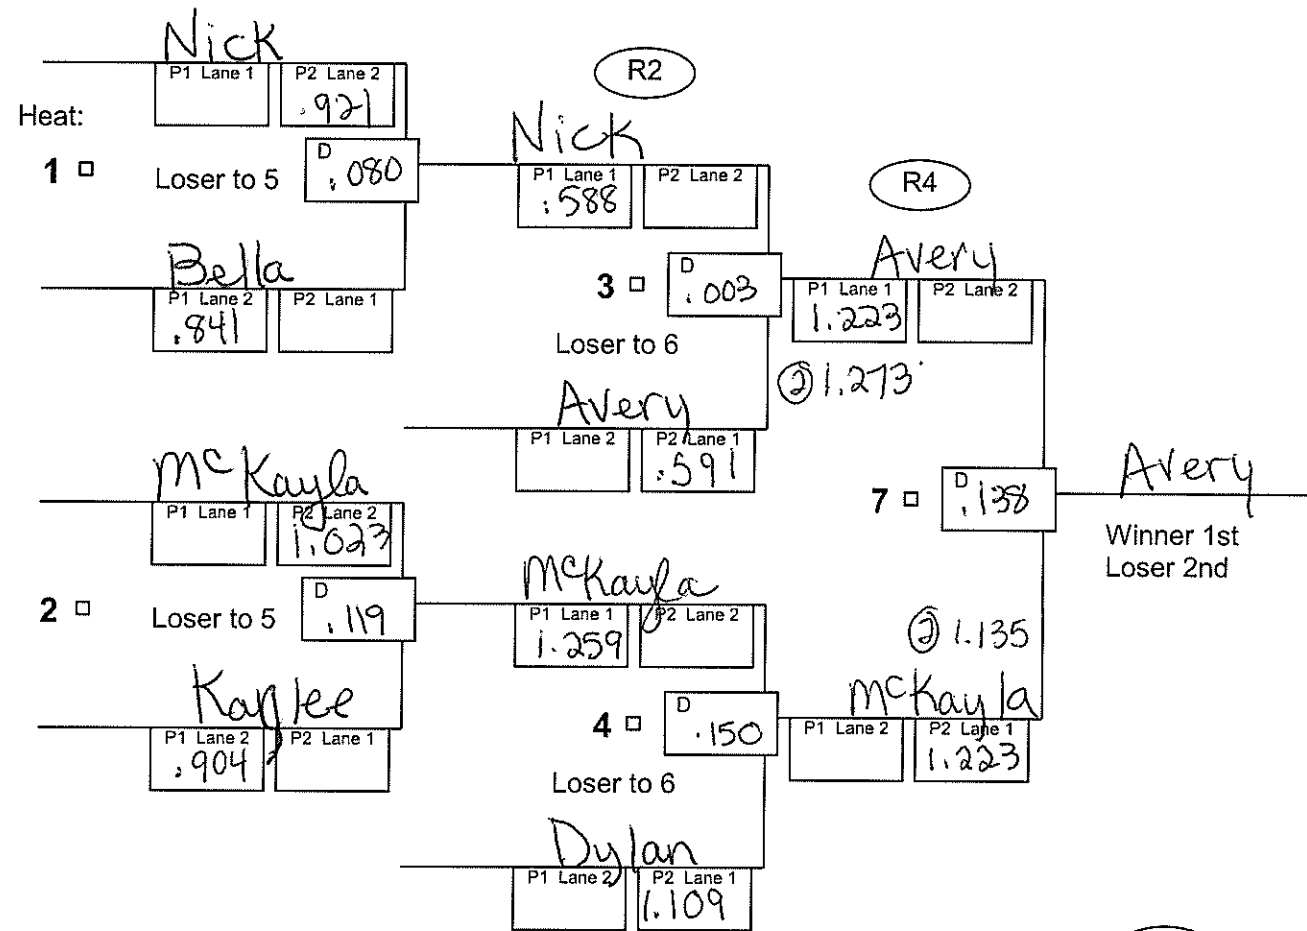 Nick
P1 Lane 1 P2 Lane 2
.921
R2
Heat:
1 Loser to 5
D
.080
Nick
P1 Lane 1 P2 Lane 2
.588
R4
Bella
P1 Lane 2 P2 Lane 1
.841
3
D
.003
Loser to 6
Avery
P1 Lane 1 P2 Lane 2
1.223
② 1.273
Avery
P1 Lane 2 P2 Lane 1
.591
McKayla
P1 Lane 1 P2 Lane 2
1.023
7
D
.138
Avery
Winner 1st
Loser 2nd
2 Loser to 5
D
.119
McKayla
P1 Lane 1 P2 Lane 2
1.259
② 1.135
Kaylee
P1 Lane 2 P2 Lane 1
.904
4
D
.150
Loser to 6
McKayla
P1 Lane 2 P2 Lane 1
1.223
Dylan
P1 Lane 2 P2 Lane 1
1.109